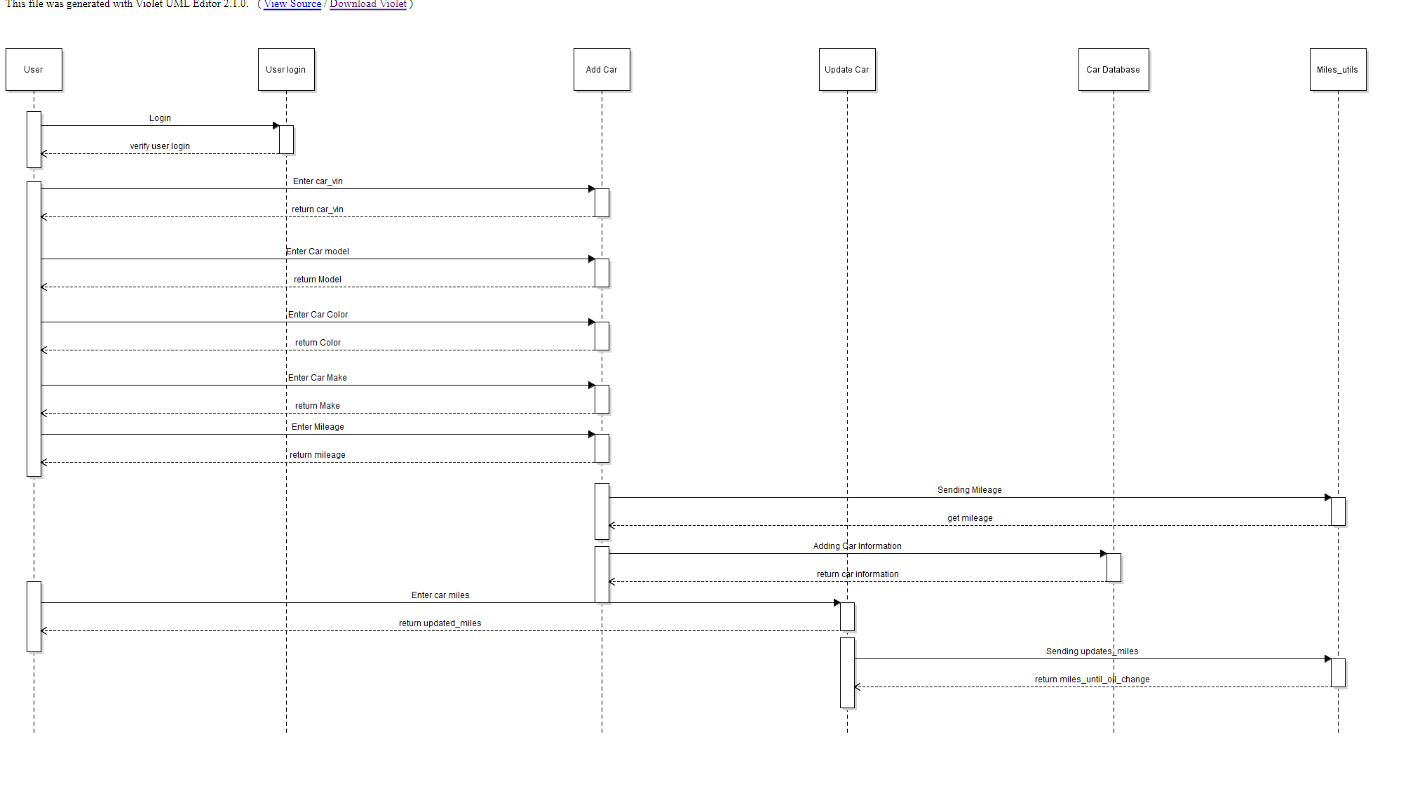 This file was generated with Violet UML Editor 2.1.0. ( View Source / Download Violet )
User
User login
Add Car
Update Car
Car Database
Miles_utils
Login
verify user login
Enter car_vin
return car_vin
Enter Car model
return Model
Enter Car Color
return Color
Enter Car Make
return Make
Enter Mileage
return mileage
Sending Mileage
get mileage
Adding Car Information
return car information
Enter car miles
return updated_miles
Sending updates_miles
return miles_until_oil_change